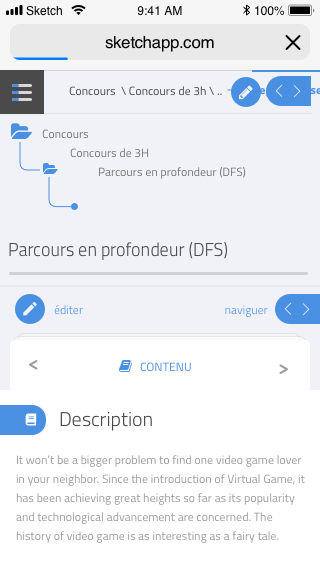 Sketch 9:41 AM 100%
sketchapp.com
Concours \ Concours de 3h \ ..
Concours
Concours de 3H
Parcours en profondeur (DFS)
Parcours en profondeur (DFS)
éditer naviguer
< CONTENU >
Description
It won't be a bigger problem to find one video game lover
in your neighbor. Since the introduction of Virtual Game, it
has been achieving great heights so far as its popularity
and technological advancement are concerned. The
history of video game is as interesting as a fairy tale.